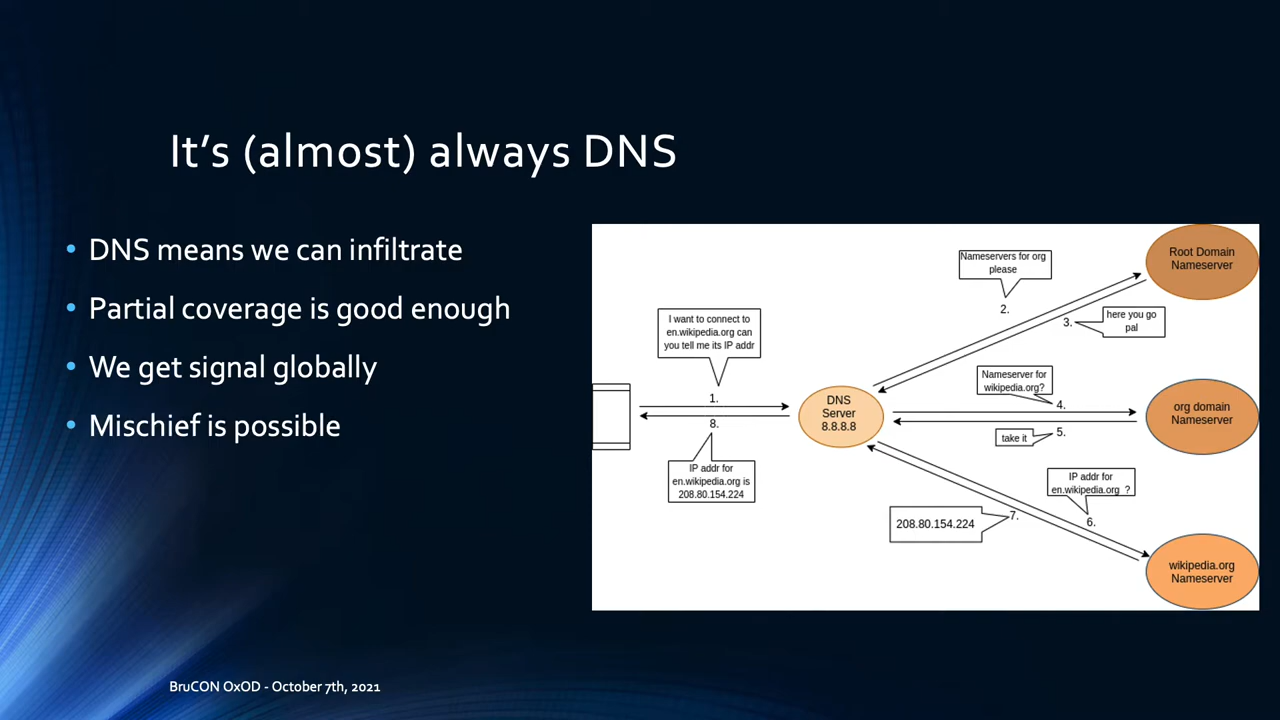 It's (almost) always DNS
• DNS means we can infiltrate
• Partial coverage is good enough
• We get signal globally
• Mischief is possible
I want to connect to
en.wikipedia.org can
you tell me its IP addr
1.
8.
IP addr for
en.wikipedia.org is
208.80.154.224
DNS
Server
8.8.8.8
Nameservers for org
please
2.
3.
here you go
pal
Root Domain
Nameserver
Nameserver for
wikipedia.org?
4.
take it
5.
org domain
Nameserver
IP addr for
en.wikipedia.org ?
6.
208.80.154.224
7.
wikipedia.org
Nameserver
BruCON OxOD - October 7th, 2021